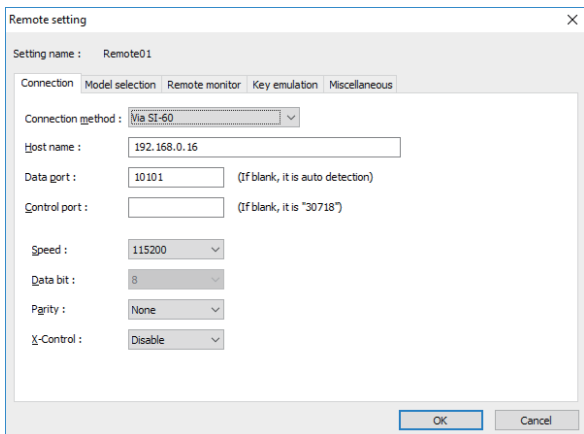 Remote setting
Setting name : Remote01
Connection Model selection Remote monitor Key emulation Miscellaneous
Connection method : Via SI-60
Host name : 192.168.0.16
Data port : 10101 (If blank, it is auto detection)
Control port : (If blank, it is "30718")
Speed : 115200
Data bit : 8
Parity : None
X-Control : Disable
OK Cancel